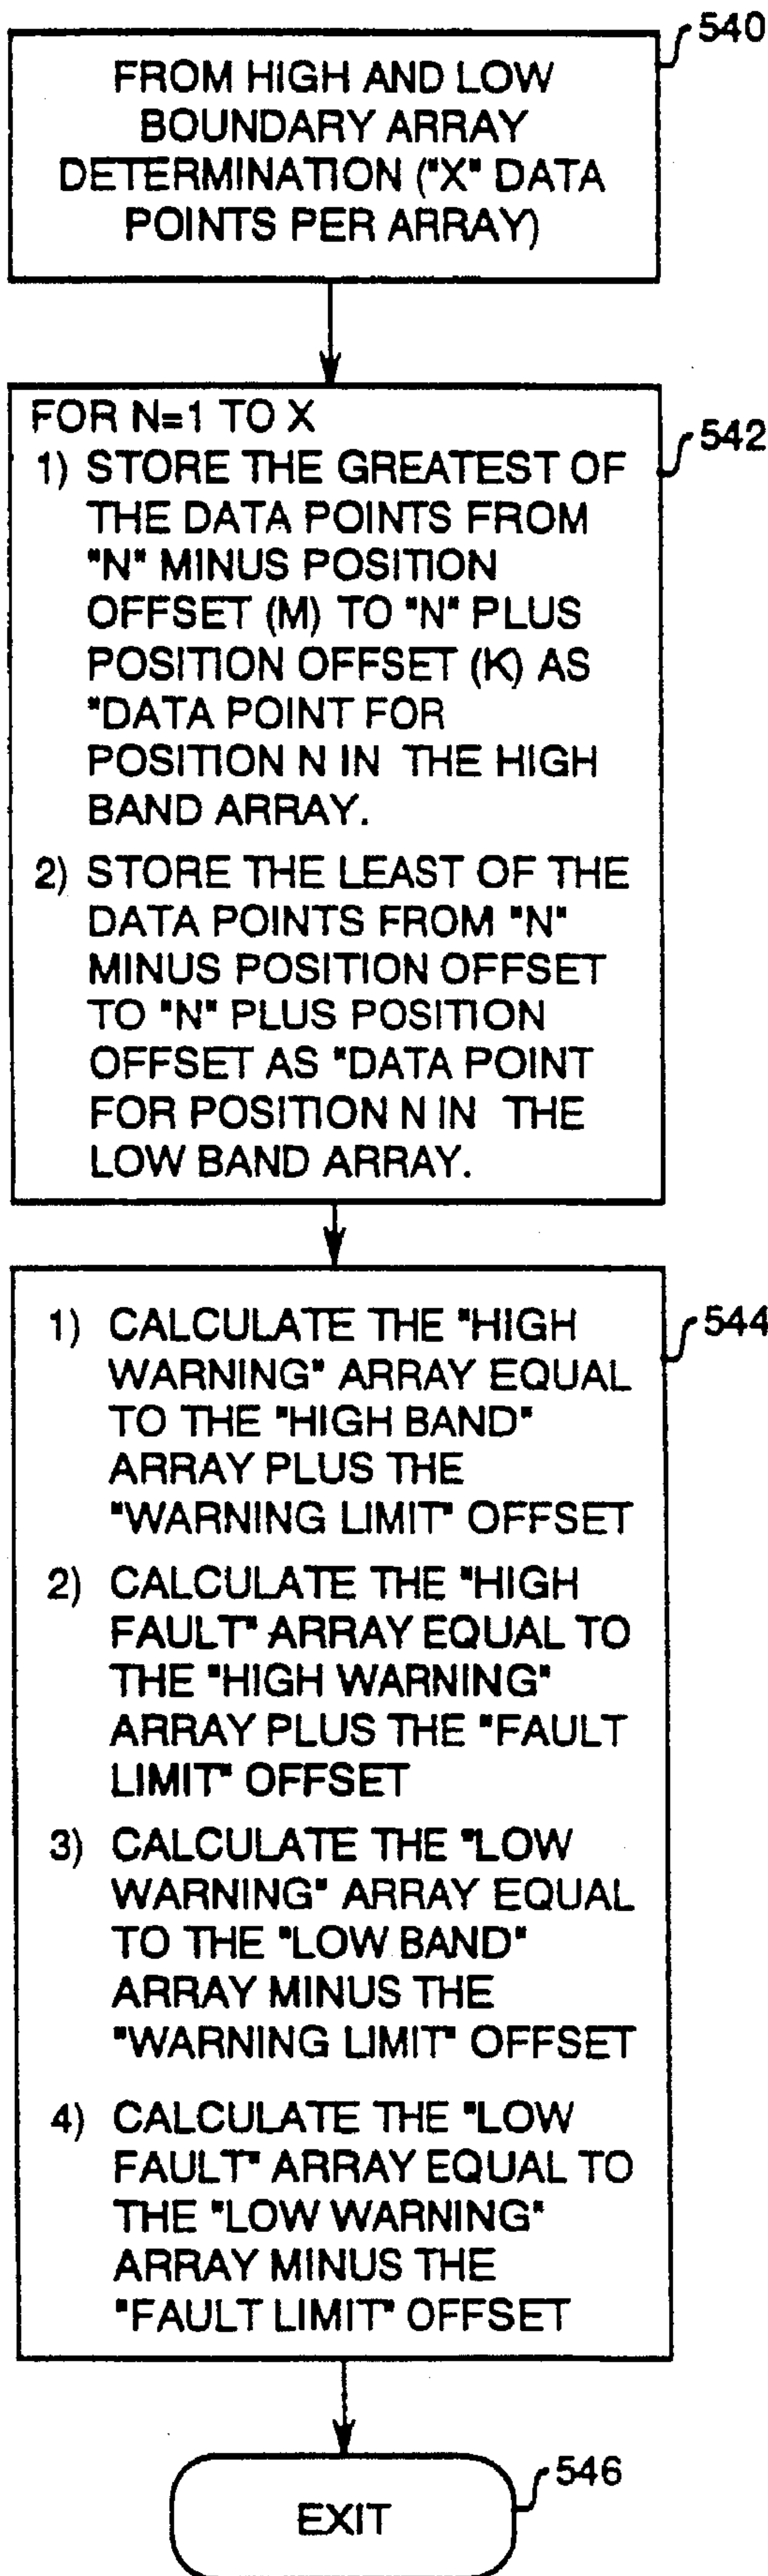 540
FROM HIGH AND LOW
BOUNDARY ARRAY
DETERMINATION ("X" DATA
POINTS PER ARRAY)
542
FOR N=1 TO X
1) STORE THE GREATEST OF
THE DATA POINTS FROM
"N" MINUS POSITION
OFFSET (M) TO "N" PLUS
POSITION OFFSET (K) AS
"DATA POINT FOR
POSITION N IN THE HIGH
BAND ARRAY.
2) STORE THE LEAST OF THE
DATA POINTS FROM "N"
MINUS POSITION OFFSET
TO "N" PLUS POSITION
OFFSET AS "DATA POINT
FOR POSITION N IN THE
LOW BAND ARRAY.
544
1) CALCULATE THE "HIGH
WARNING" ARRAY EQUAL
TO THE "HIGH BAND"
ARRAY PLUS THE
"WARNING LIMIT" OFFSET
2) CALCULATE THE "HIGH
FAULT" ARRAY EQUAL TO
THE "HIGH WARNING"
ARRAY PLUS THE "FAULT
LIMIT" OFFSET
3) CALCULATE THE "LOW
WARNING" ARRAY EQUAL
TO THE "LOW BAND"
ARRAY MINUS THE
"WARNING LIMIT" OFFSET
4) CALCULATE THE "LOW
FAULT" ARRAY EQUAL TO
THE "LOW WARNING"
ARRAY MINUS THE
"FAULT LIMIT" OFFSET
546
EXIT